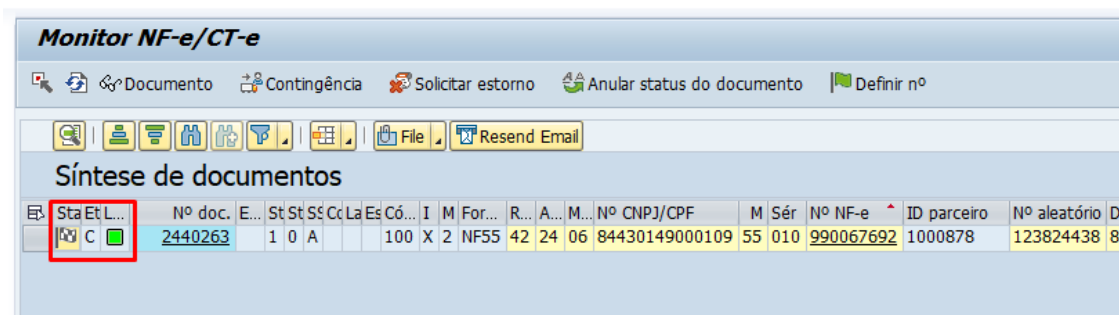 Monitor NF-e/CT-e
Documento Contingência Solicitar estorno Anular status do documento Definir nº
File Resend Email
Síntese de documentos
Sta Et L... Nº doc. E... St St SS Co La Es Có... I M For... R... A... M... Nº CNPJ/CPF M Sér Nº NF-e ID parceiro Nº aleatório D
C 2440263 1 0 A 100 X 2 NF55 42 24 06 84430149000109 55 010 990067692 1000878 123824438 8